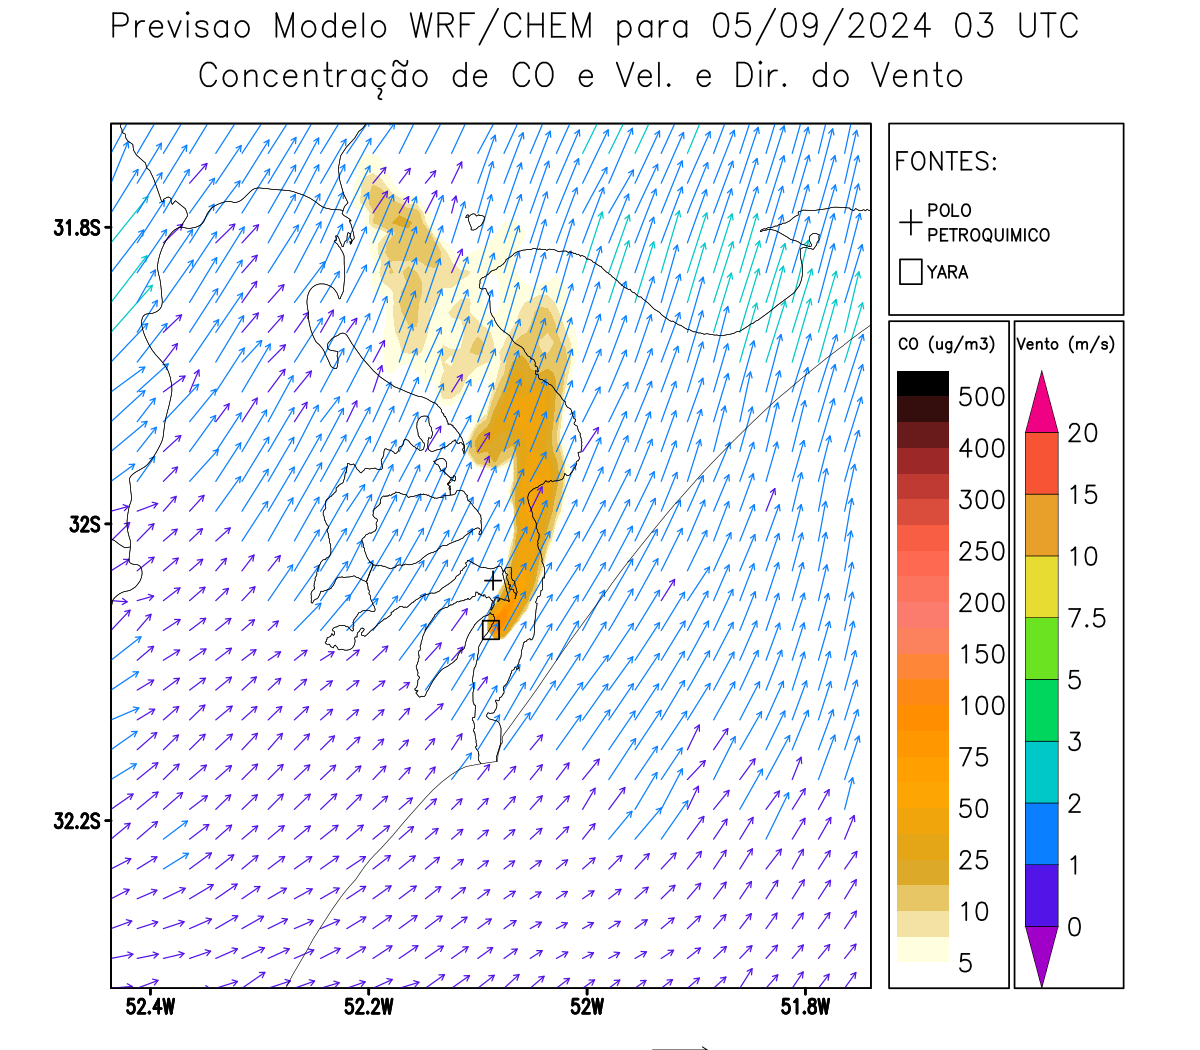 Previsao Modelo WRF/CHEM para 05/09/2024 03 UTC
Concentração de CO e Vel. e Dir. do Vento
FONTES:
POLO
PETROQUIMICO
YARA
CO (ug/m3)
500
400
300
250
200
150
100
75
50
25
10
5
Vento (m/s)
20
15
10
7.5
5
3
2
1
0
31.8S
32S
32.2S
52.4W
52.2W
52W
51.8W